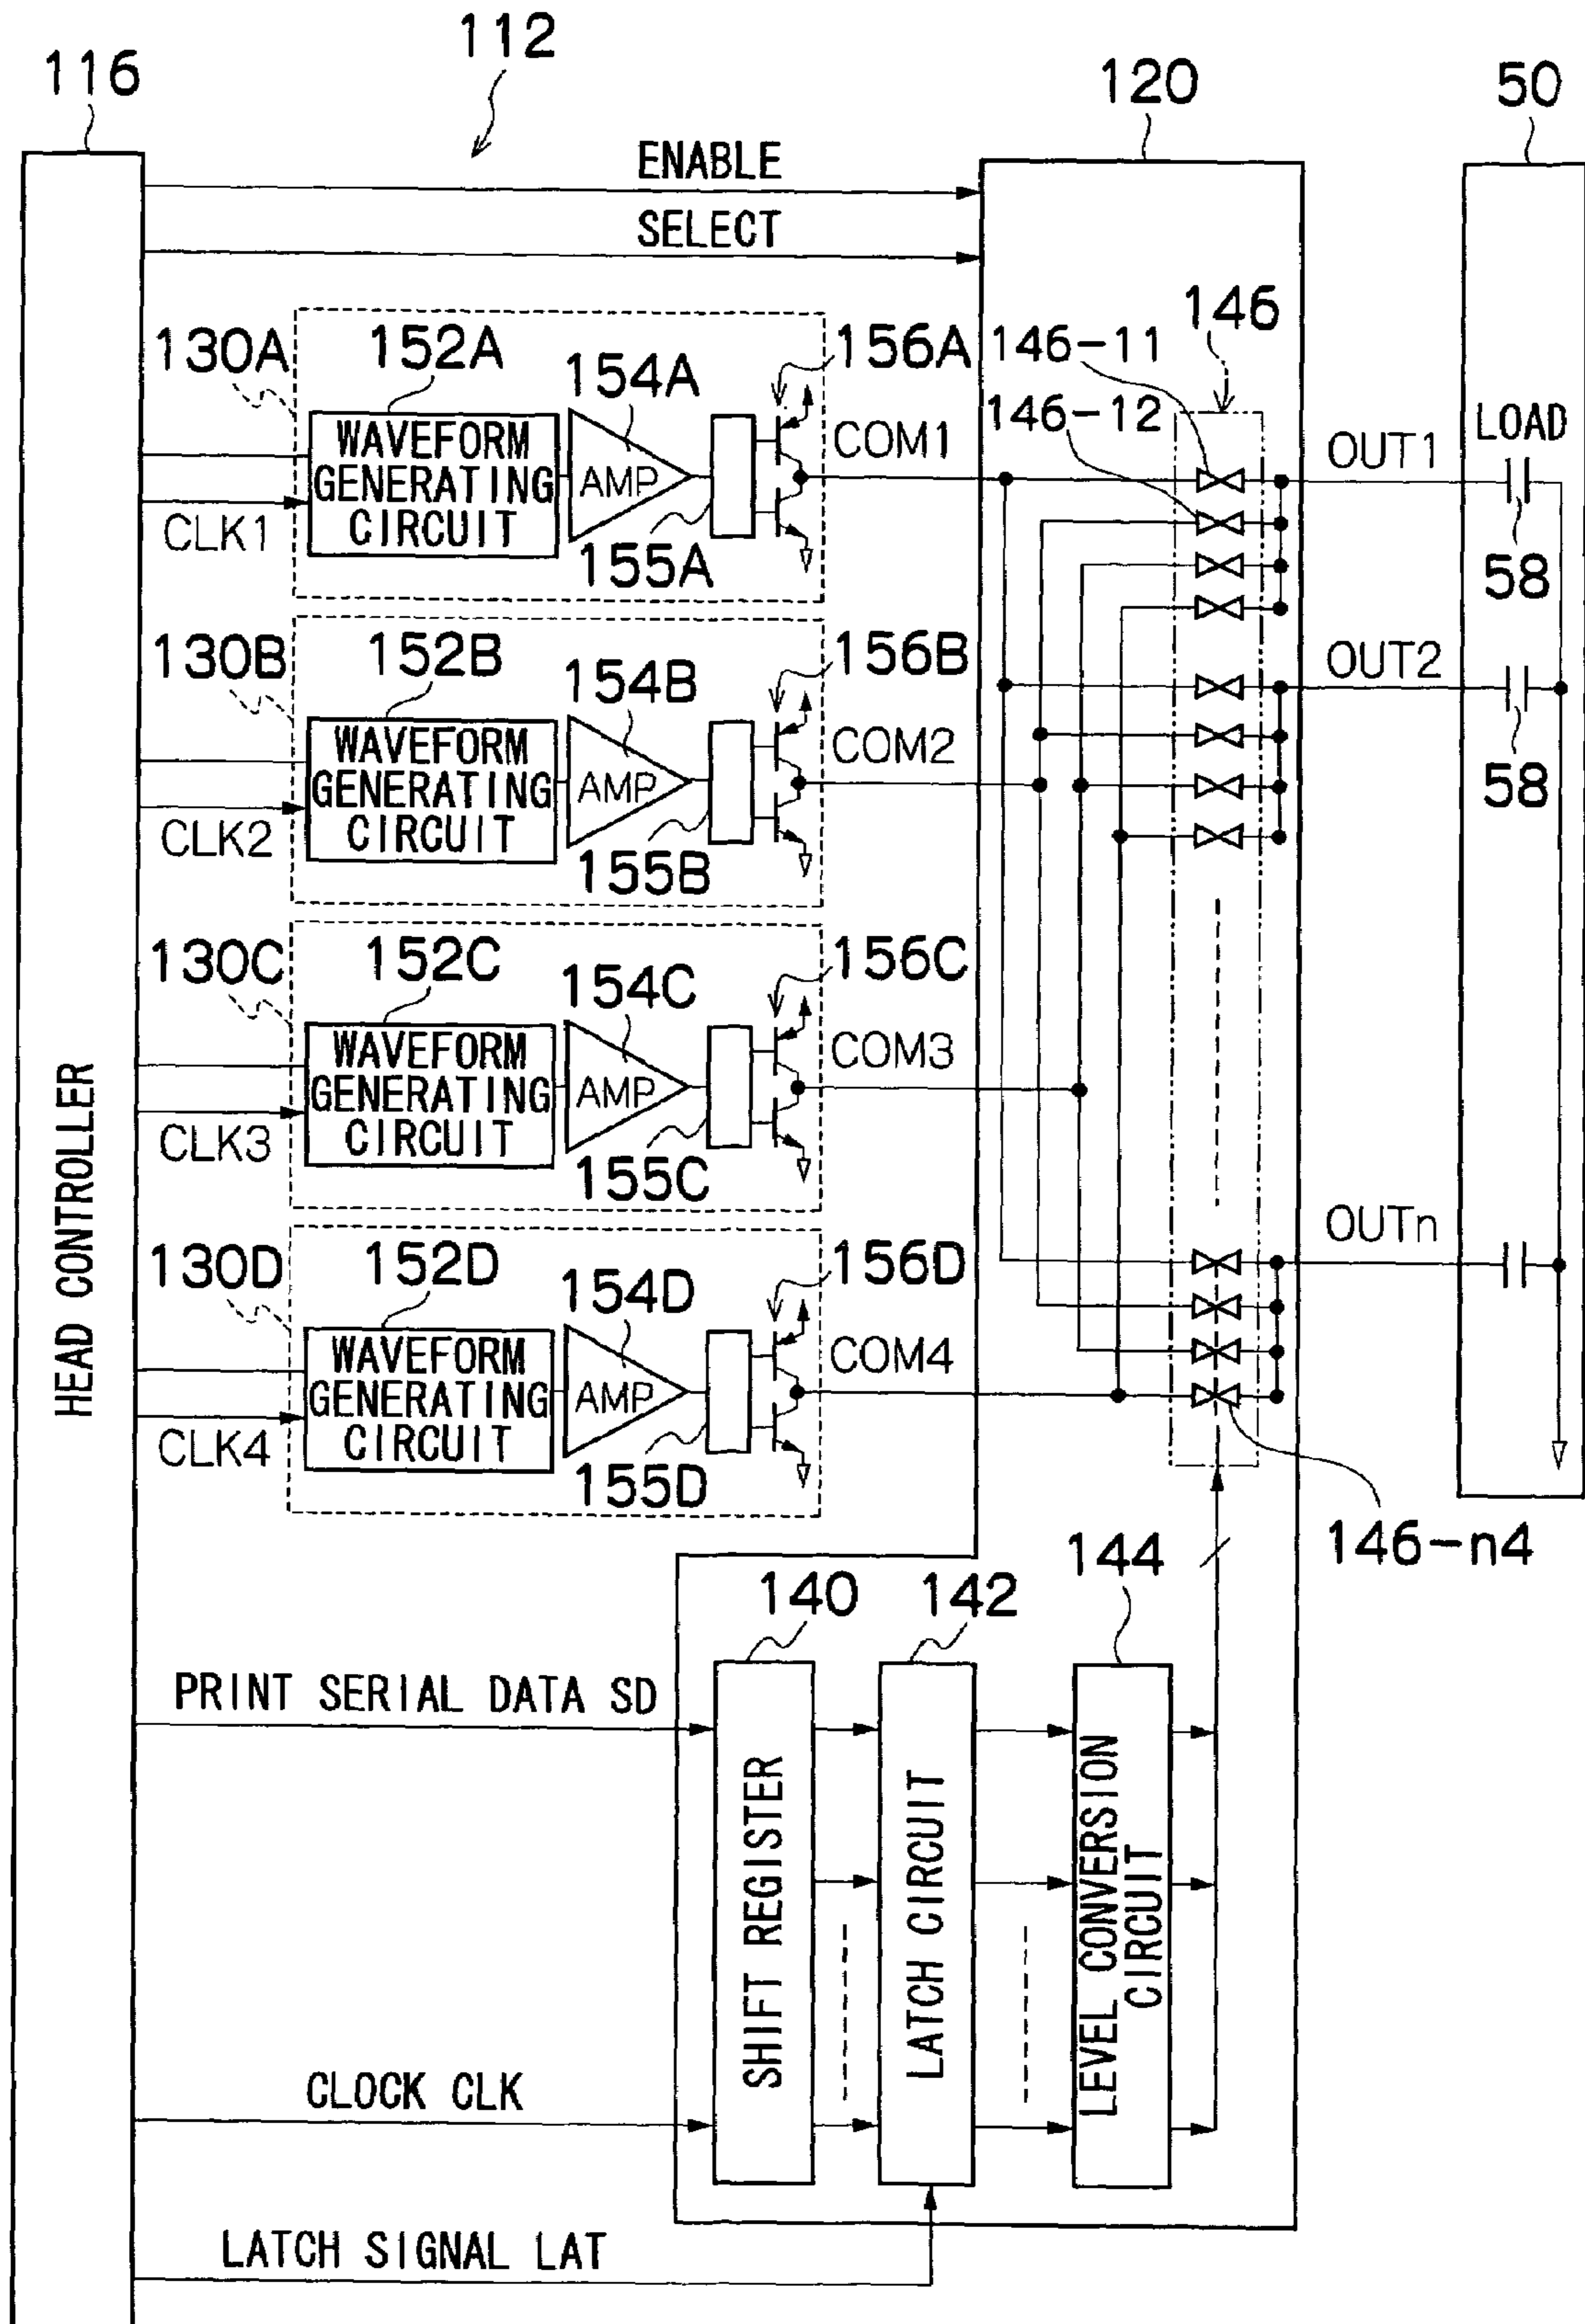 112
116
120
50
ENABLE
SELECT
146
130A
152A
154A
156A
146-11
146-12
WAVEFORM
GENERATING
CIRCUIT
AMP
COM1
OUT1
LOAD
CLK1
155A
58
130B
152B
154B
156B
OUT2
WAVEFORM
GENERATING
CIRCUIT
AMP
COM2
58
CLK2
155B
130C
152C
154C
156C
WAVEFORM
GENERATING
CIRCUIT
AMP
COM3
CLK3
155C
HEAD CONTROLLER
130D
152D
154D
156D
OUTn
WAVEFORM
GENERATING
CIRCUIT
AMP
COM4
CLK4
155D
146-n4
140
142
144
PRINT SERIAL DATA SD
SHIFT REGISTER
LATCH CIRCUIT
LEVEL CONVERSION
CIRCUIT
CLOCK CLK
LATCH SIGNAL LAT